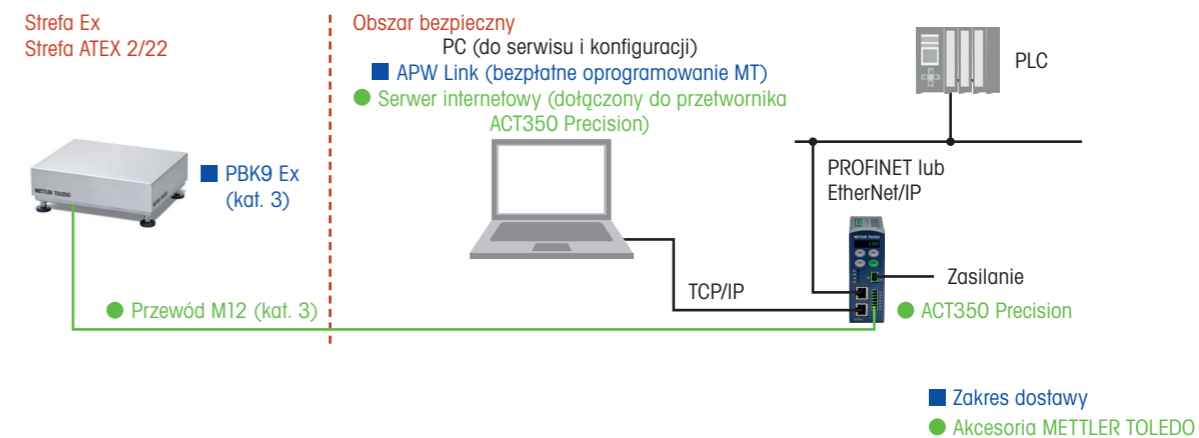 Strefa Ex
Strefa ATEX 2/22
Obszar bezpieczny
PC (do serwisu i konfiguracji)
APW Link (bezpłatne oprogramowanie MT)
Serwer internetowy (dołączony do przetwornika
ACT350 Precision)
PLC
PBK9 Ex
(kat. 3)
METTLER TOLEDO
PROFINET lub
EtherNet/IP
METTLER TOLEDO
Zasilanie
TCP/IP
Przewód M12 (kat. 3)
ACT350 Precision
Zakres dostawy
Akcesoria METTLER TOLEDO